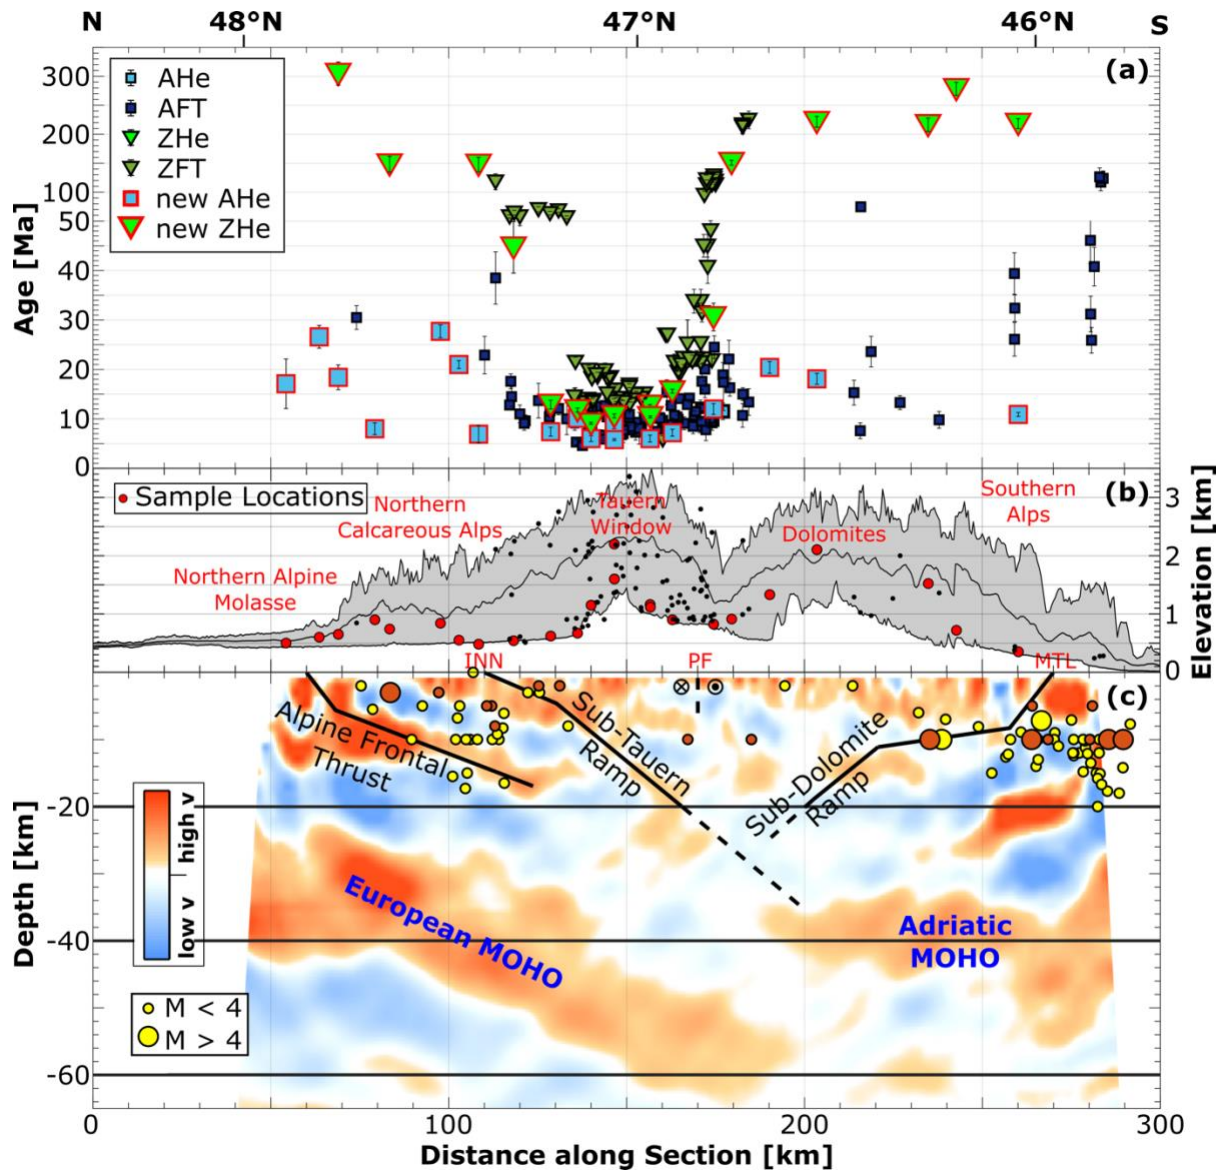 N 48°N 47°N 46°N S
(a)
AHe
AFT
ZHe
ZFT
new AHe
new ZHe
300
200
100
50
40
30
20
10
0
Age [Ma]
(b)
Sample Locations
Northern
Calcareous Alps
Tauern
Window
Southern
Alps
Dolomites
Northern Alpine
Molasse
3
2
1
0
Elevation [km]
INN PF MTL
(c)
Alpine Frontal
Thrust
Sub-Tauern
Ramp
Sub-Dolomite
Ramp
high v
low v
European MOHO
Adriatic
MOHO
M < 4
M > 4
-20
-40
-60
Depth [km]
0 100 200 300
Distance along Section [km]